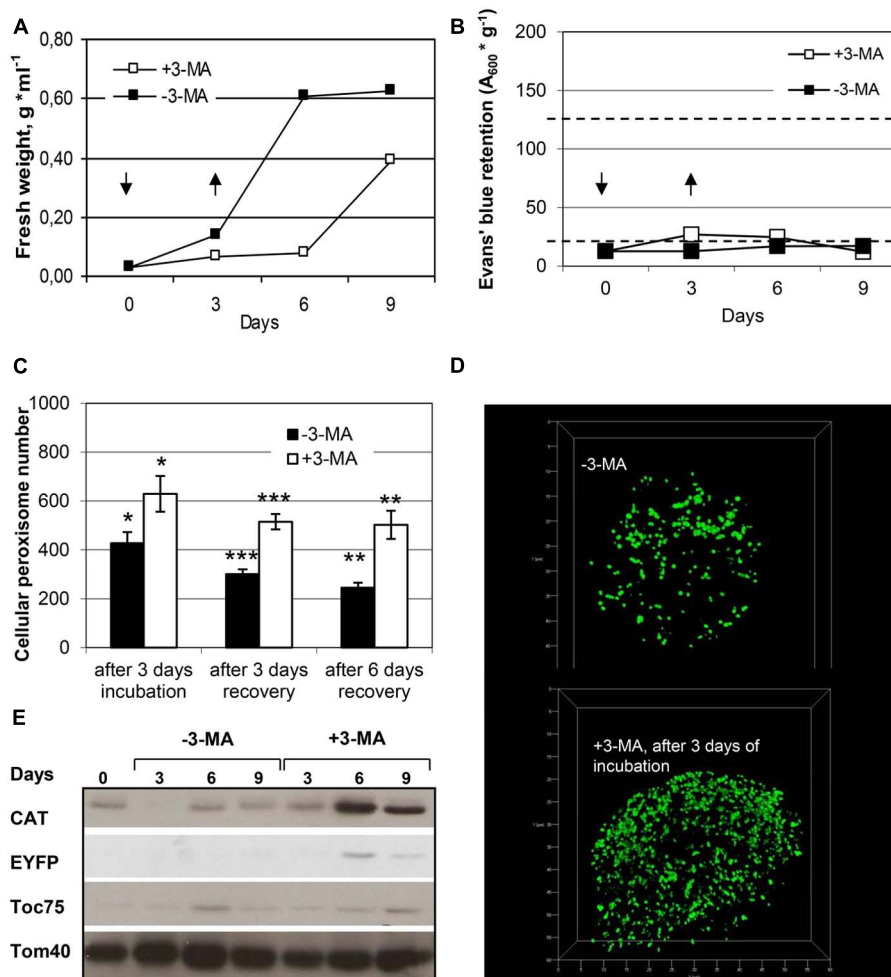 A
Fresh weight, g *ml-1
0,80
0,60
0,40
0,20
0,00
+3-MA
-3-MA
0 3 6 9
Days
B
Evans' blue retention (A600 * g-1)
200
150
100
50
0
+3-MA
-3-MA
0 3 6 9
Days
C
Cellular peroxisome number
1000
800
600
400
200
0
-3-MA
+3-MA
* * *** *** ** **
after 3 days incubation
after 3 days recovery
after 6 days recovery
D
-3-MA
+3-MA, after 3 days of
incubation
E
-3-MA +3-MA
Days 0 3 6 9 3 6 9
CAT
EYFP
Toc75
Tom40